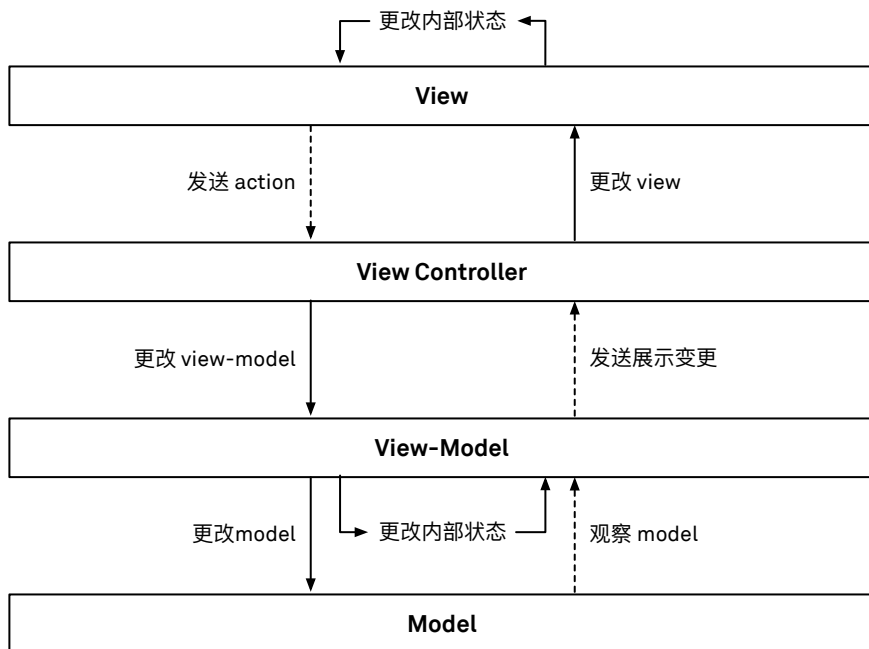 更改内部状态
View
发送 action
更改 view
View Controller
更改 view-model
发送展示变更
View-Model
更改model
更改内部状态
观察 model
Model